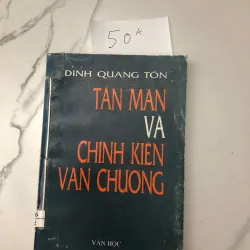 50k
ĐINH QUANG TỐN
TẢN MẠN
VÀ
CHÍNH KIẾN
VĂN CHƯƠNG
VĂN HỌC